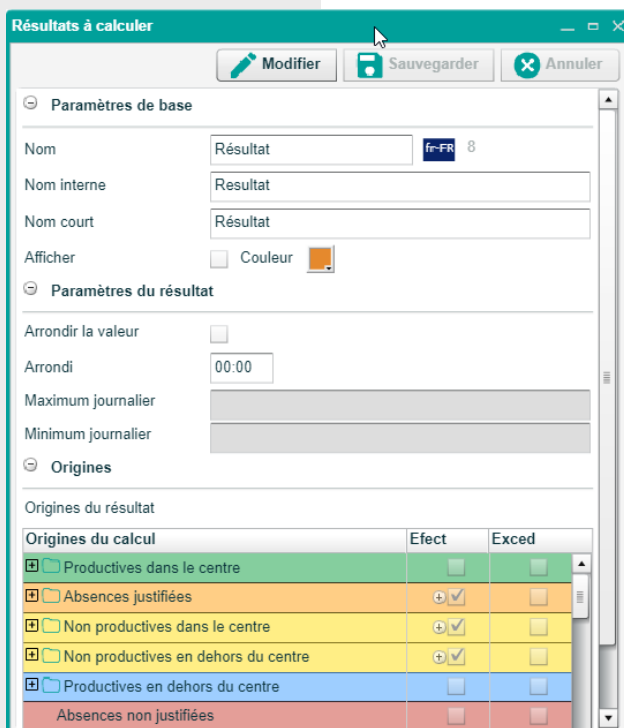 Résultats à calculer
Modifier Sauvegarder Annuler
Paramètres de base
Nom Résultat fr-FR 8
Nom interne Resultat
Nom court Résultat
Afficher Couleur
Paramètres du résultat
Arrondir la valeur
Arrondi 00:00
Maximum journalier
Minimum journalier
Origines
Origines du résultat
Origines du calcul Efect Exced
Productives dans le centre
Absences justifiées
Non productives dans le centre
Non productives en dehors du centre
Productives en dehors du centre
Absences non justifiées